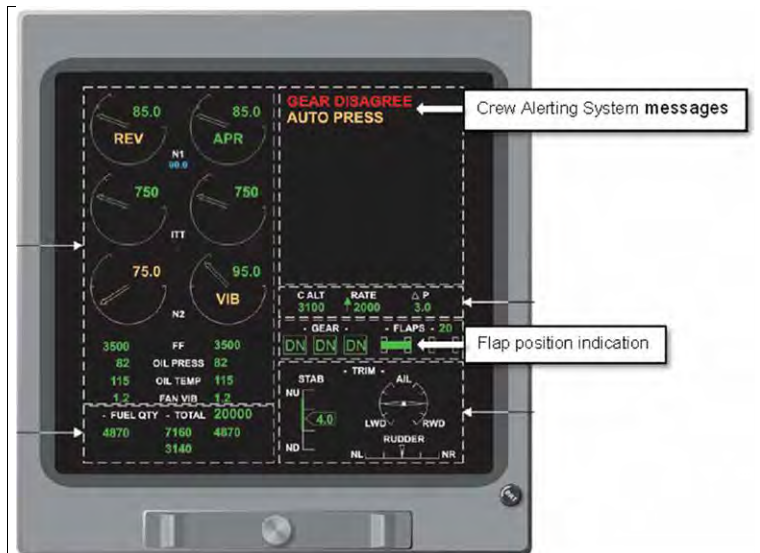 85.0 85.0
REV APR
N1
90.0
750 750
ITT
75.0 95.0
VIB
N2
3500 FF 3500
82 OIL PRESS 82
115 OIL TEMP 115
1.2 FAN VIB 1.2
- FUEL QTY - TOTAL 20000
4870 7160 4870
3140
GEAR DISAGREE
AUTO PRESS
Crew Alerting System messages
C ALT RATE △ P
3100 2000 3.0
- GEAR - - FLAPS - 20
DN DN DN
Flap position indication
- TRIM -
STAB AIL
NU
4.0
LWD RWD
ND
RUDDER
NL NR